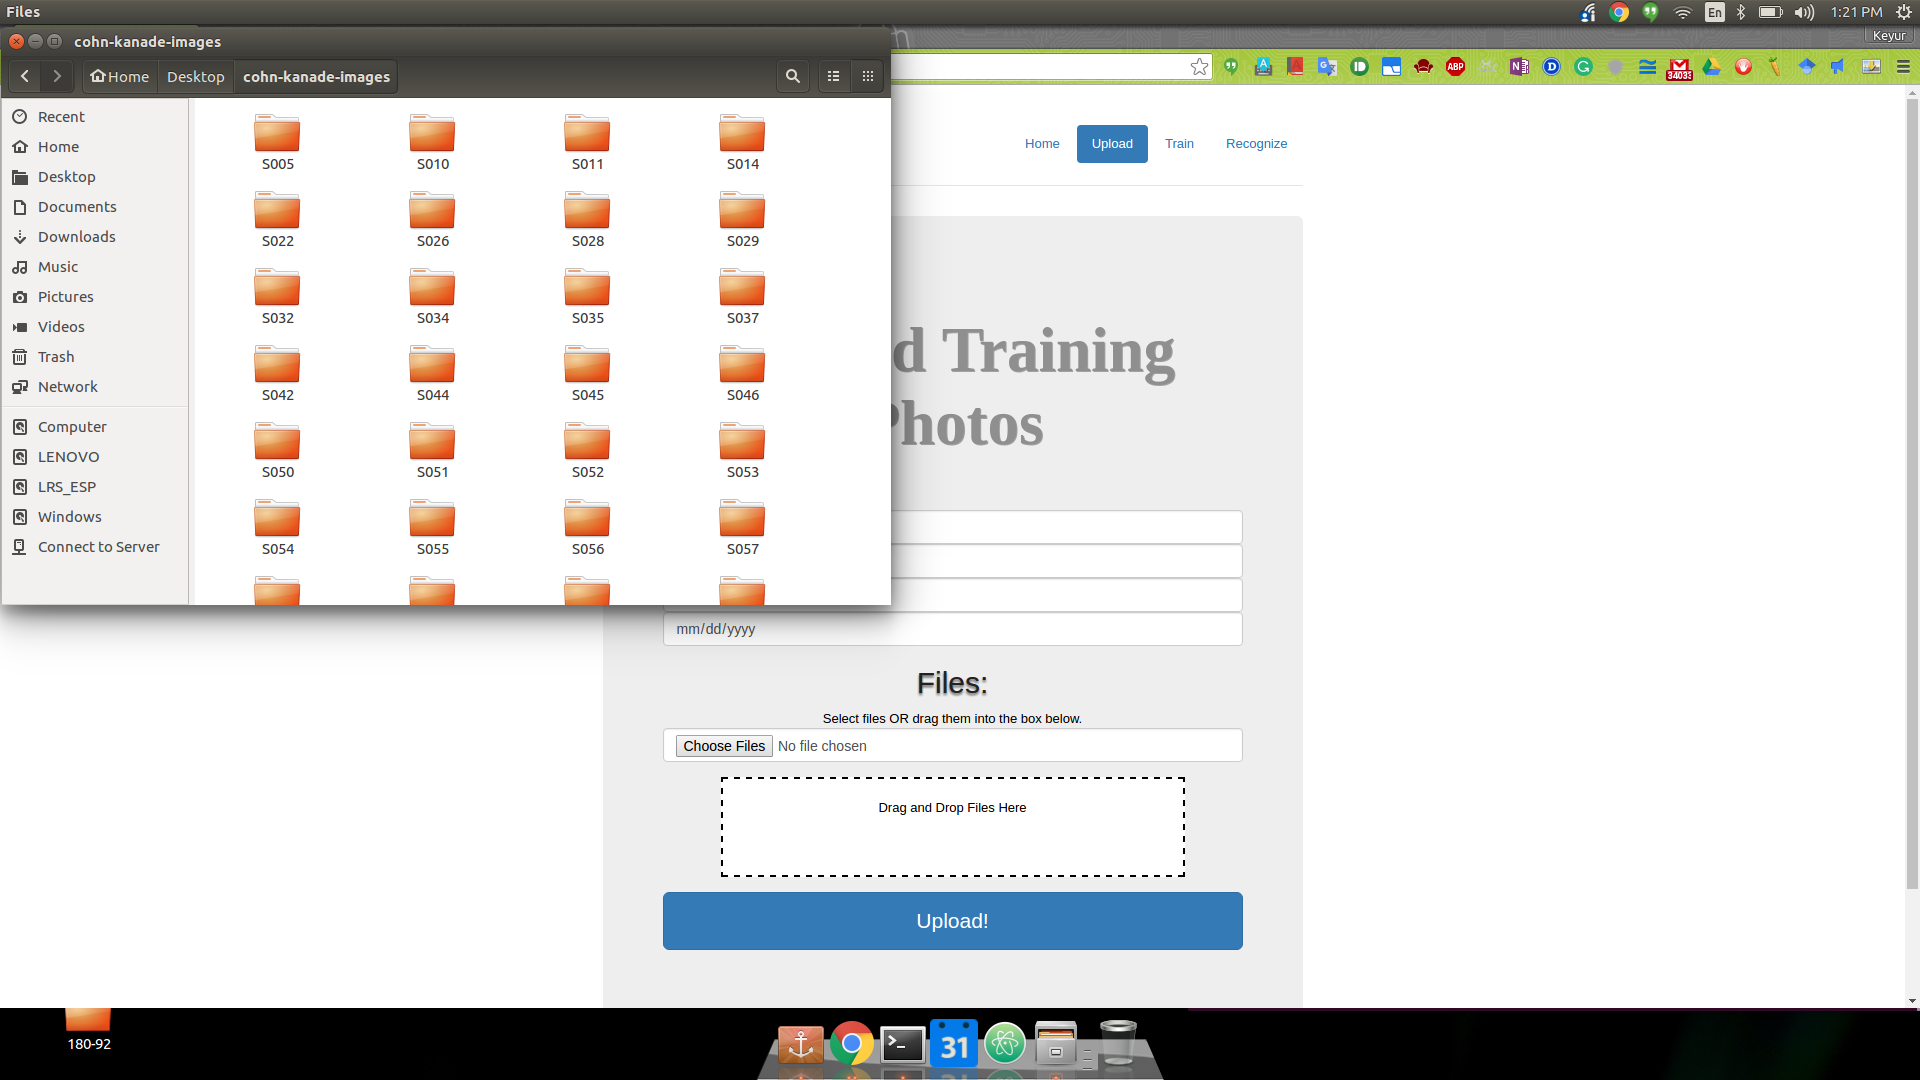 Files
En
1:21 PM
cohn-kanade-images
Keyur
Home
Desktop
cohn-kanade-images
ABP
34033
Recent
Home
Desktop
Documents
Downloads
Music
Pictures
Videos
Trash
Network
Computer
LENOVO
LRS_ESP
Windows
Connect to Server
S005 S010 S011 S014
S022 S026 S028 S029
S032 S034 S035 S037
S042 S044 S045 S046
S050 S051 S052 S053
S054 S055 S056 S057
Home Upload Train Recognize
d Training
Photos
mm/dd/yyyy
Files:
Select files OR drag them into the box below.
Choose Files No file chosen
Drag and Drop Files Here
Upload!
180-92
31